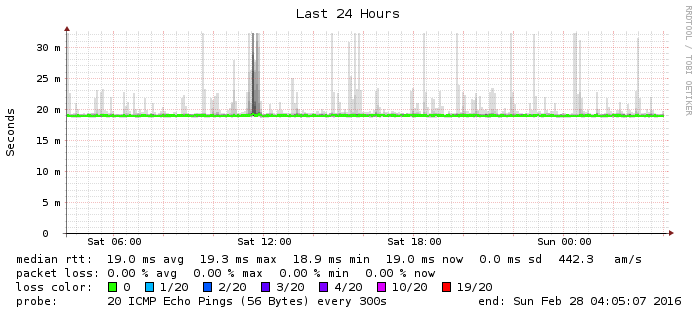 Last 24 Hours
RRDTOOL / TOBI OETIKER
Seconds
30 m
25 m
20 m
15 m
10 m
5 m
0
Sat 06:00 Sat 12:00 Sat 18:00 Sun 00:00
median rtt: 19.0 ms avg 19.3 ms max 18.9 ms min 19.0 ms now 0.0 ms sd 442.3 am/s
packet loss: 0.00 % avg 0.00 % max 0.00 % min 0.00 % now
loss color: 0 1/20 2/20 3/20 4/20 10/20 19/20
probe: 20 ICMP Echo Pings (56 Bytes) every 300s end: Sun Feb 28 04:05:07 2016